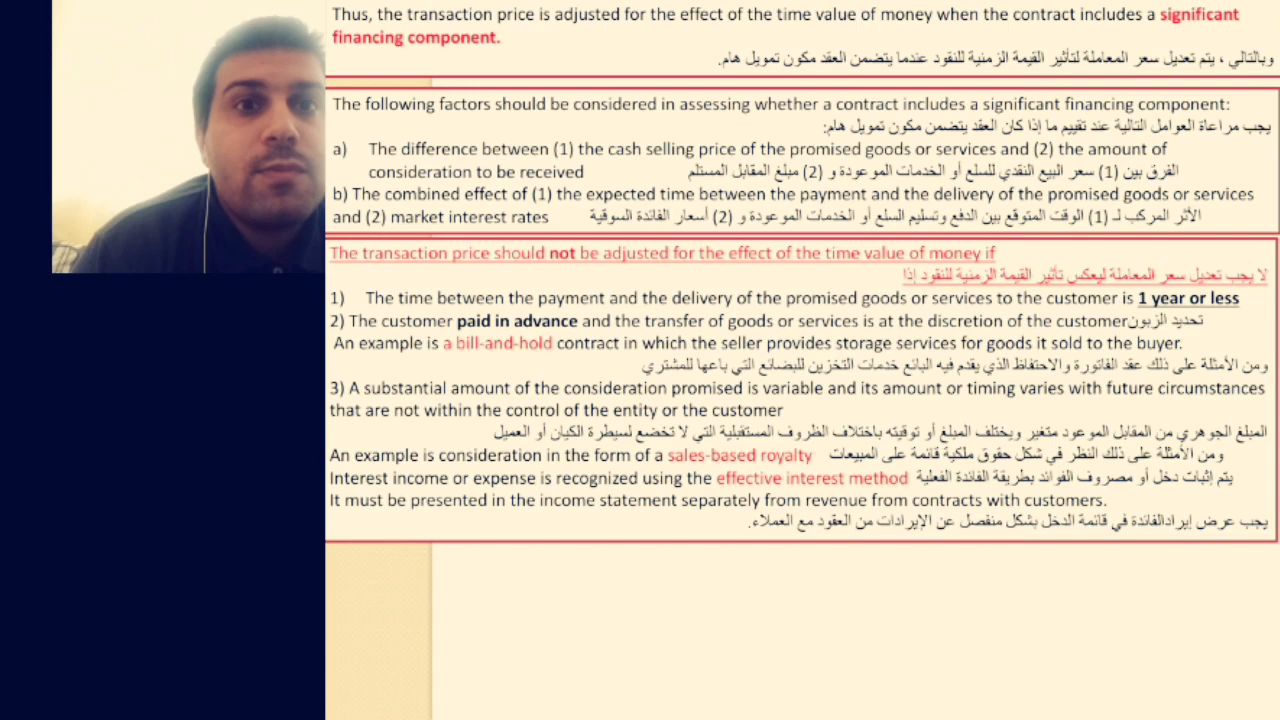 Thus, the transaction price is adjusted for the effect of the time value of money when the contract includes a significant
financing component.
وبالتالي ، يتم تعديل سعر المعاملة لتأثير القيمة الزمنية للنقود عندما يتضمن العقد مكون تمويل هام.
The following factors should be considered in assessing whether a contract includes a significant financing component:
يجب مراعاة العوامل التالية عند تقييم ما إذا كان العقد يتضمن مكون تمويل هام:
a) The difference between (1) the cash selling price of the promised goods or services and (2) the amount of
consideration to be received الفرق بين (1) سعر البيع النقدي للسلع أو الخدمات الموعودة و (2) مبلغ المقابل المستلم
b) The combined effect of (1) the expected time between the payment and the delivery of the promised goods or services
and (2) market interest rates الأثر المركب لـ (1) الوقت المتوقع بين الدفع وتسليم السلع أو الخدمات الموعودة و (2) أسعار الفائدة السوقية
The transaction price should not be adjusted for the effect of the time value of money if
لا يجب تعديل سعر المعاملة ليعكس تأثير القيمة الزمنية للنقود إذا
1) The time between the payment and the delivery of the promised goods or services to the customer is 1 year or less
2) The customer paid in advance and the transfer of goods or services is at the discretion of the customer تحديد الزبون
An example is a bill-and-hold contract in which the seller provides storage services for goods it sold to the buyer.
ومن الأمثلة على ذلك عقد الفاتورة والاحتفاظ الذي يقدم فيه البائع خدمات التخزين للبضائع التي باعها للمشتري
3) A substantial amount of the consideration promised is variable and its amount or timing varies with future circumstances
that are not within the control of the entity or the customer
المبلغ الجوهري من المقابل الموعود متغير ويختلف المبلغ أو توقيته باختلاف الظروف المستقبلية التي لا تخضع لسيطرة الكيان أو العميل
An example is consideration in the form of a sales-based royalty ومن الأمثلة على ذلك النظر في شكل حقوق ملكية قائمة على المبيعات
Interest income or expense is recognized using the effective interest method يتم إثبات دخل أو مصروف الفوائد بطريقة الفائدة الفعلية
It must be presented in the income statement separately from revenue from contracts with customers.
يجب عرض إيرادالفائدة في قائمة الدخل بشكل منفصل عن الإيرادات من العقود مع العملاء.